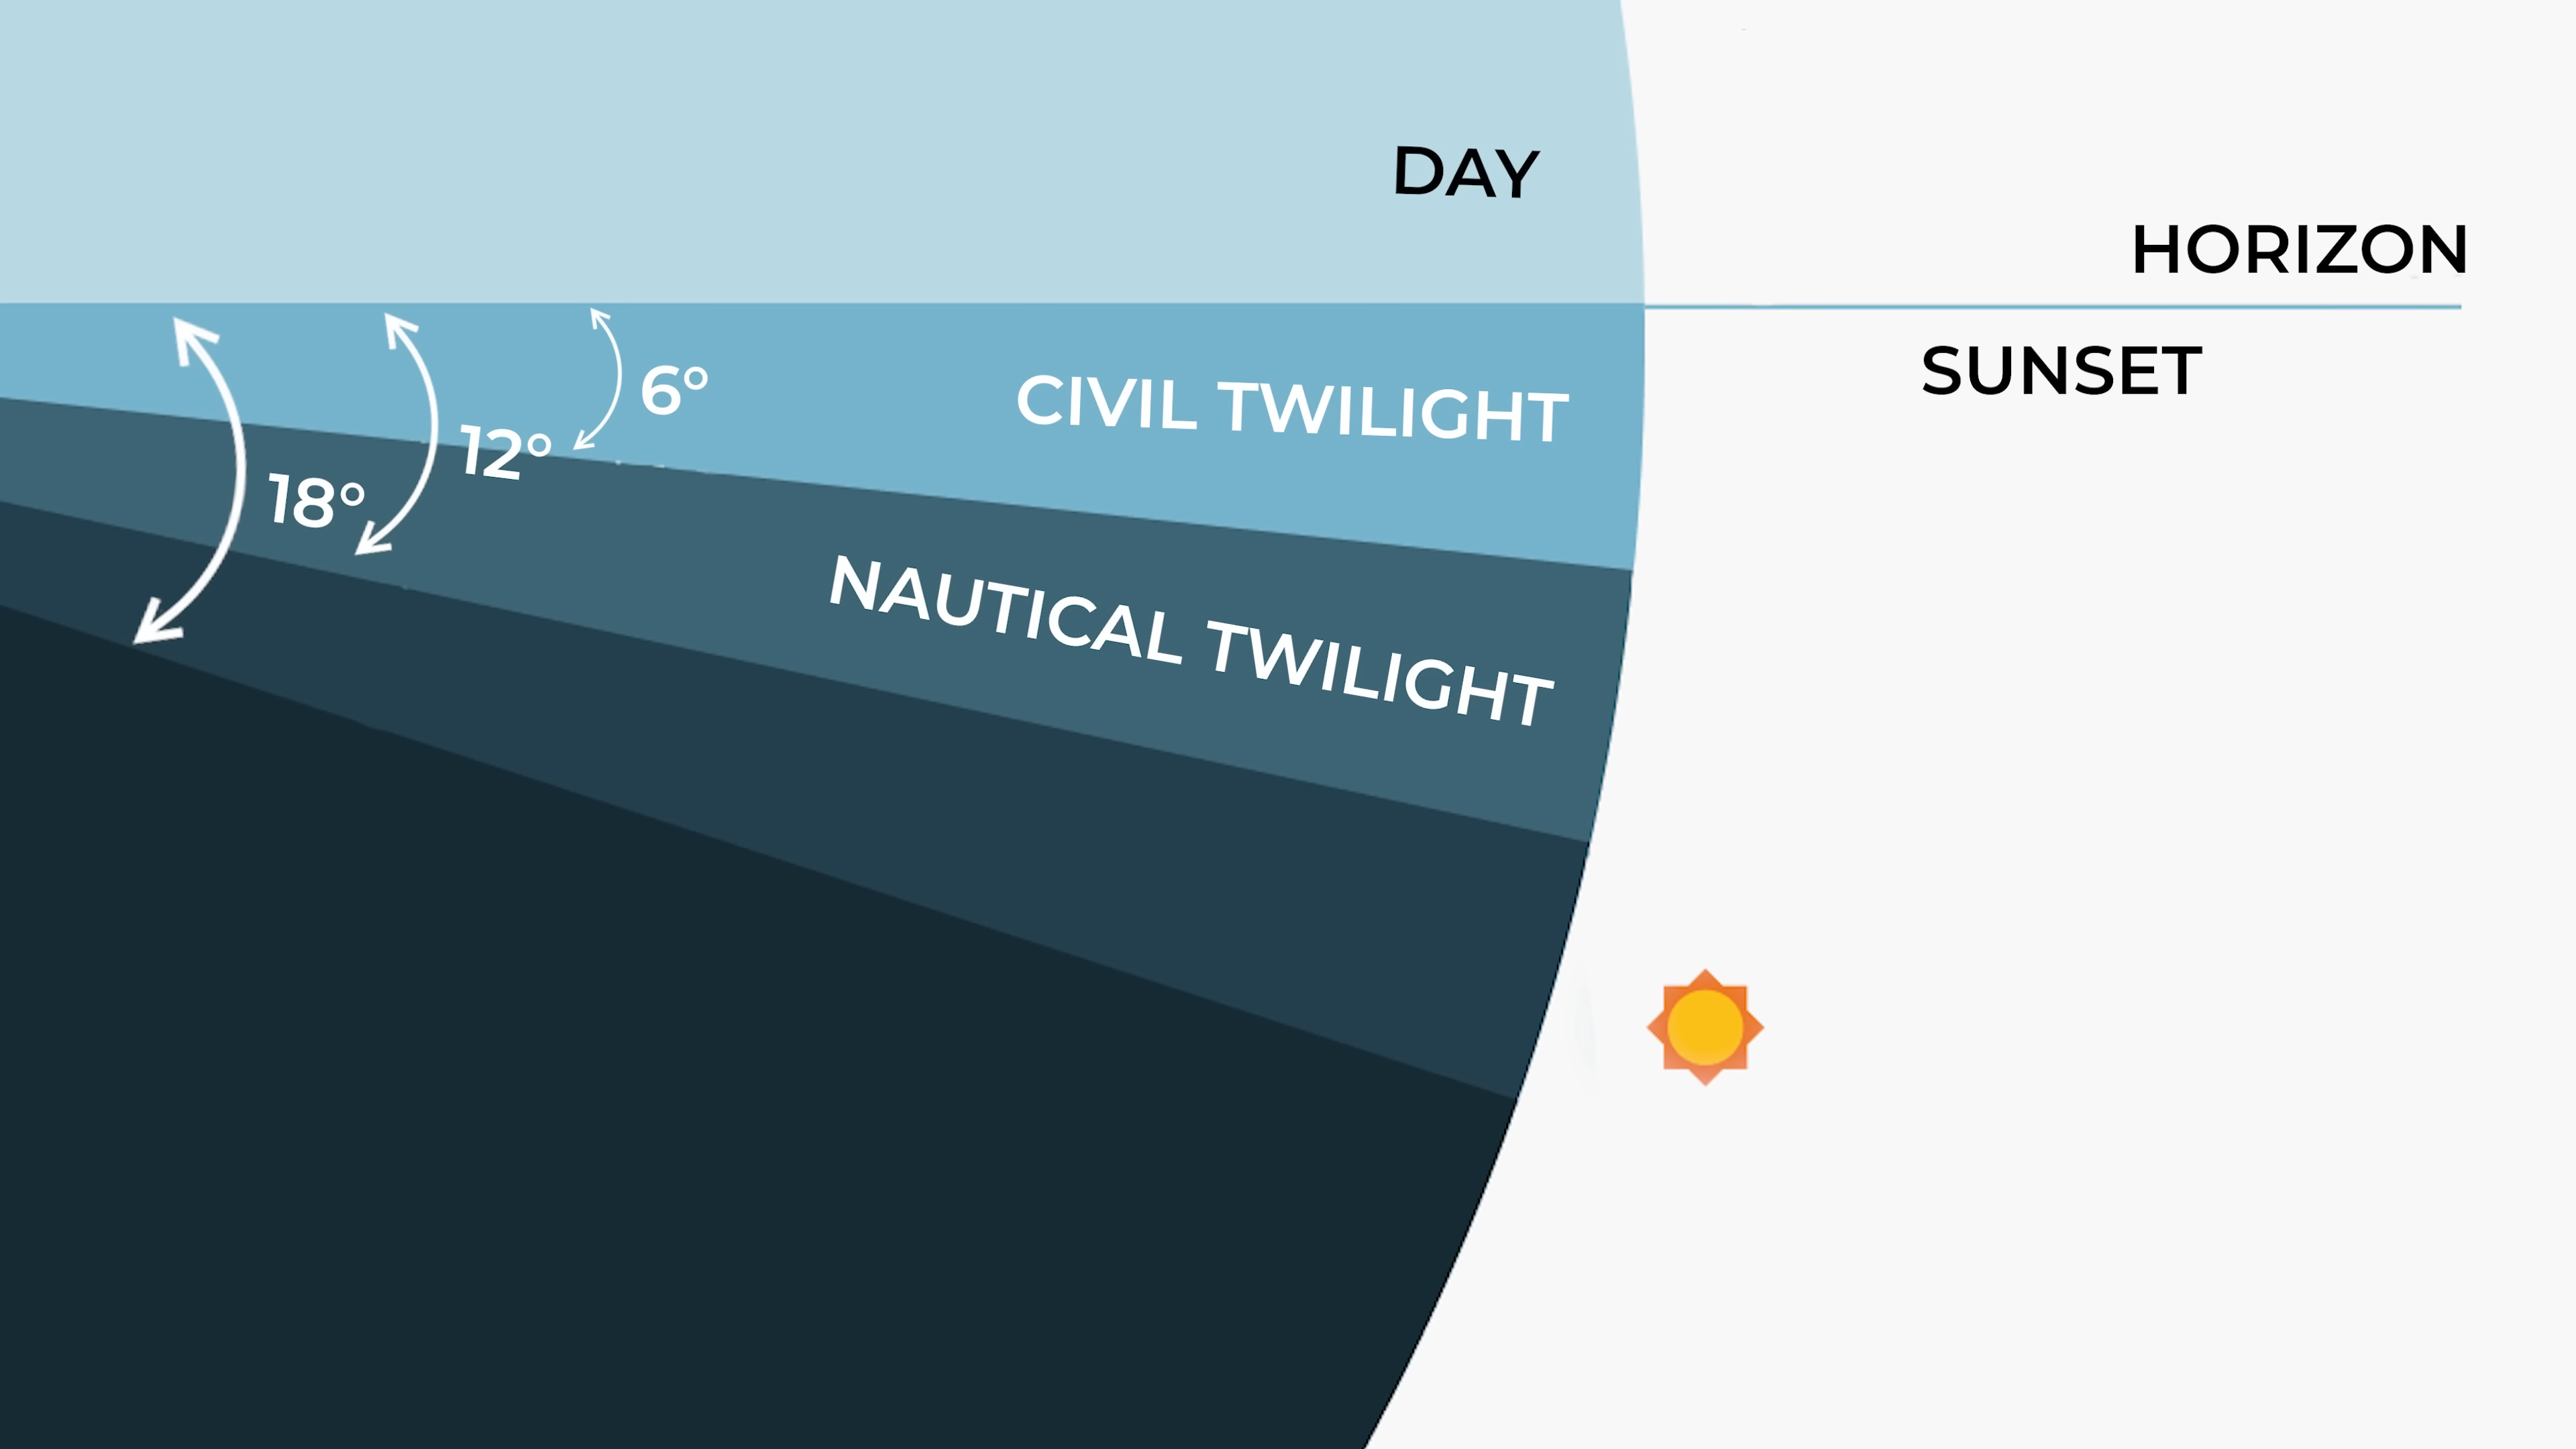 DAY
HORIZON
SUNSET
6°
CIVIL TWILIGHT
12°
18°
NAUTICAL TWILIGHT